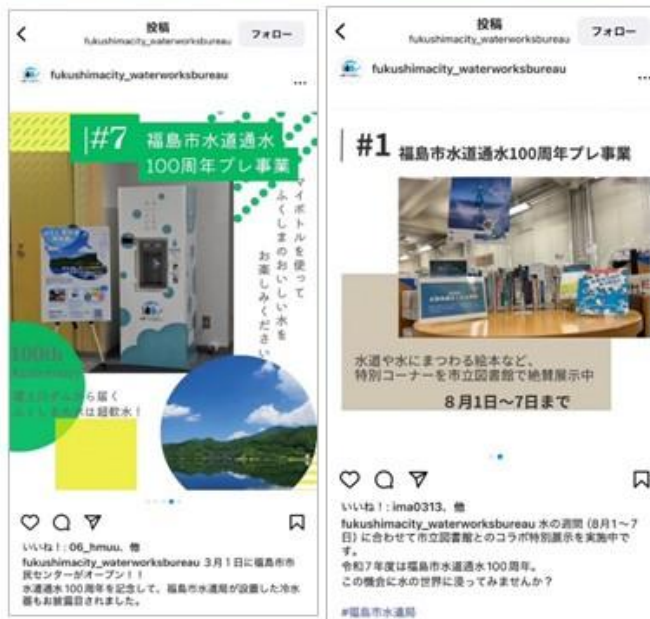 投稿
fukushimacity_waterworksbureau
フォロー
fukushimacity_waterworksbureau
#7 福島市水道通水
100周年プレ事業
マイボトルを使って
ふくしまのおいしい水を
お楽しみください
100th
から届く
は超軟水!
いいね!:06_hmuu、他
fukushimacity_waterworksbureau 3月1日に福島市市
民センターがオープン!!
水道通水100周年を記念して、福島市水道局が設置した冷水
器もお披露目されました。
投稿
fukushimacity_waterworksbureau
フォロー
fukushimacity_waterworksbureau
#1 福島市水道通水100周年プレ事業
水道や水にまつわる絵本など、
特別コーナーを市立図書館で絶賛展示中
8月1日〜7日まで
いいね!:ima0313、他
fukushimacity_waterworksbureau 水の週間(8月1〜7
日)に合わせて市立図書館とのコラボ特別展示を実施中で
す。
令和7年度は福島市水道通水100周年。
この機会に水の世界に浸ってみませんか?
#福島市水道局